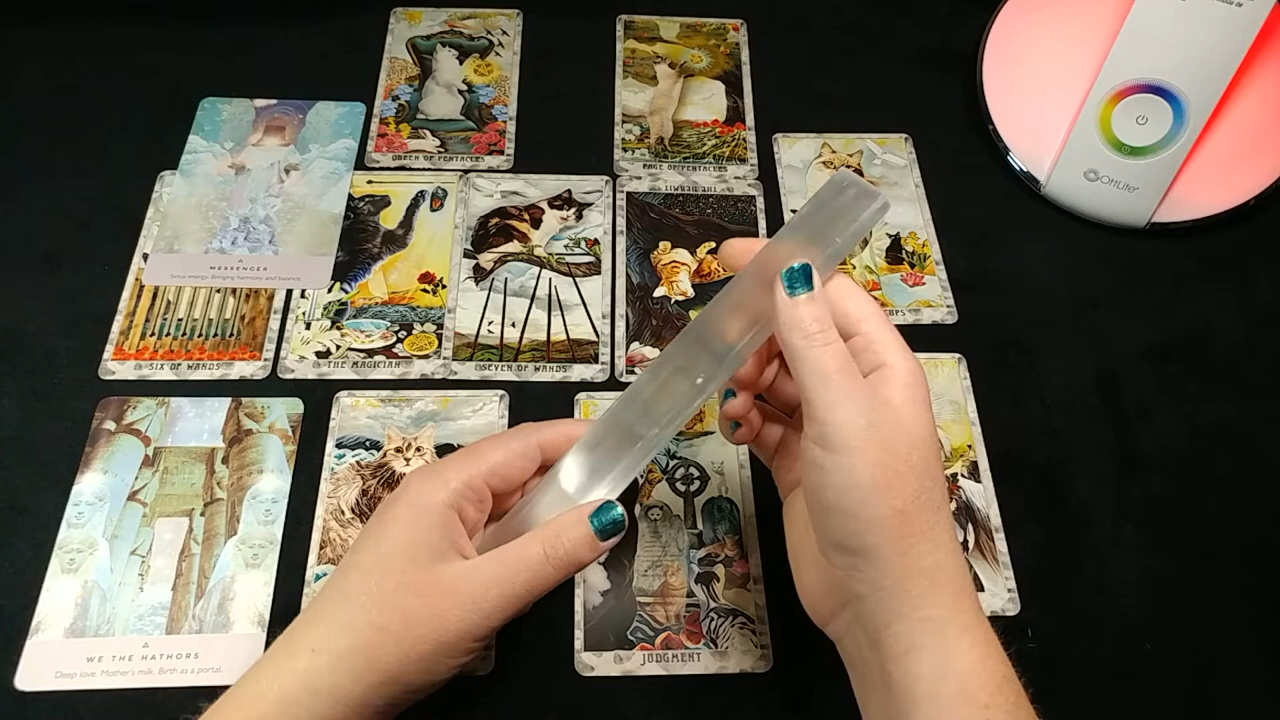 QUEEN OF PENTACLES
PAGE OF PENTACLES
THE HERMIT
MESSENGER
Sirius energy. Bringing harmony and balance.
SIX OF WANDS
THE MAGICIAN
SEVEN OF WANDS
CUPS
OttLite
WE THE HATHORS
Deep love. Mother's milk. Birth as a portal.
JUDGMENT